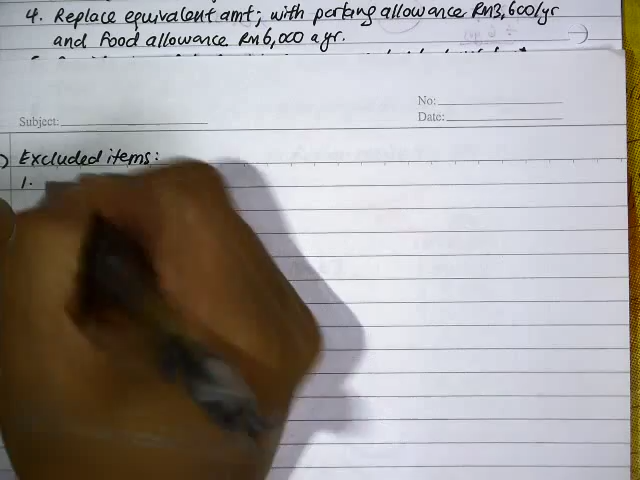 4. Replace equivalent amt; with parking allowance RM3,600/yr
and Food allowance RM6,000 a yr.
No:
Subject:
Date:
Excluded items:
1.